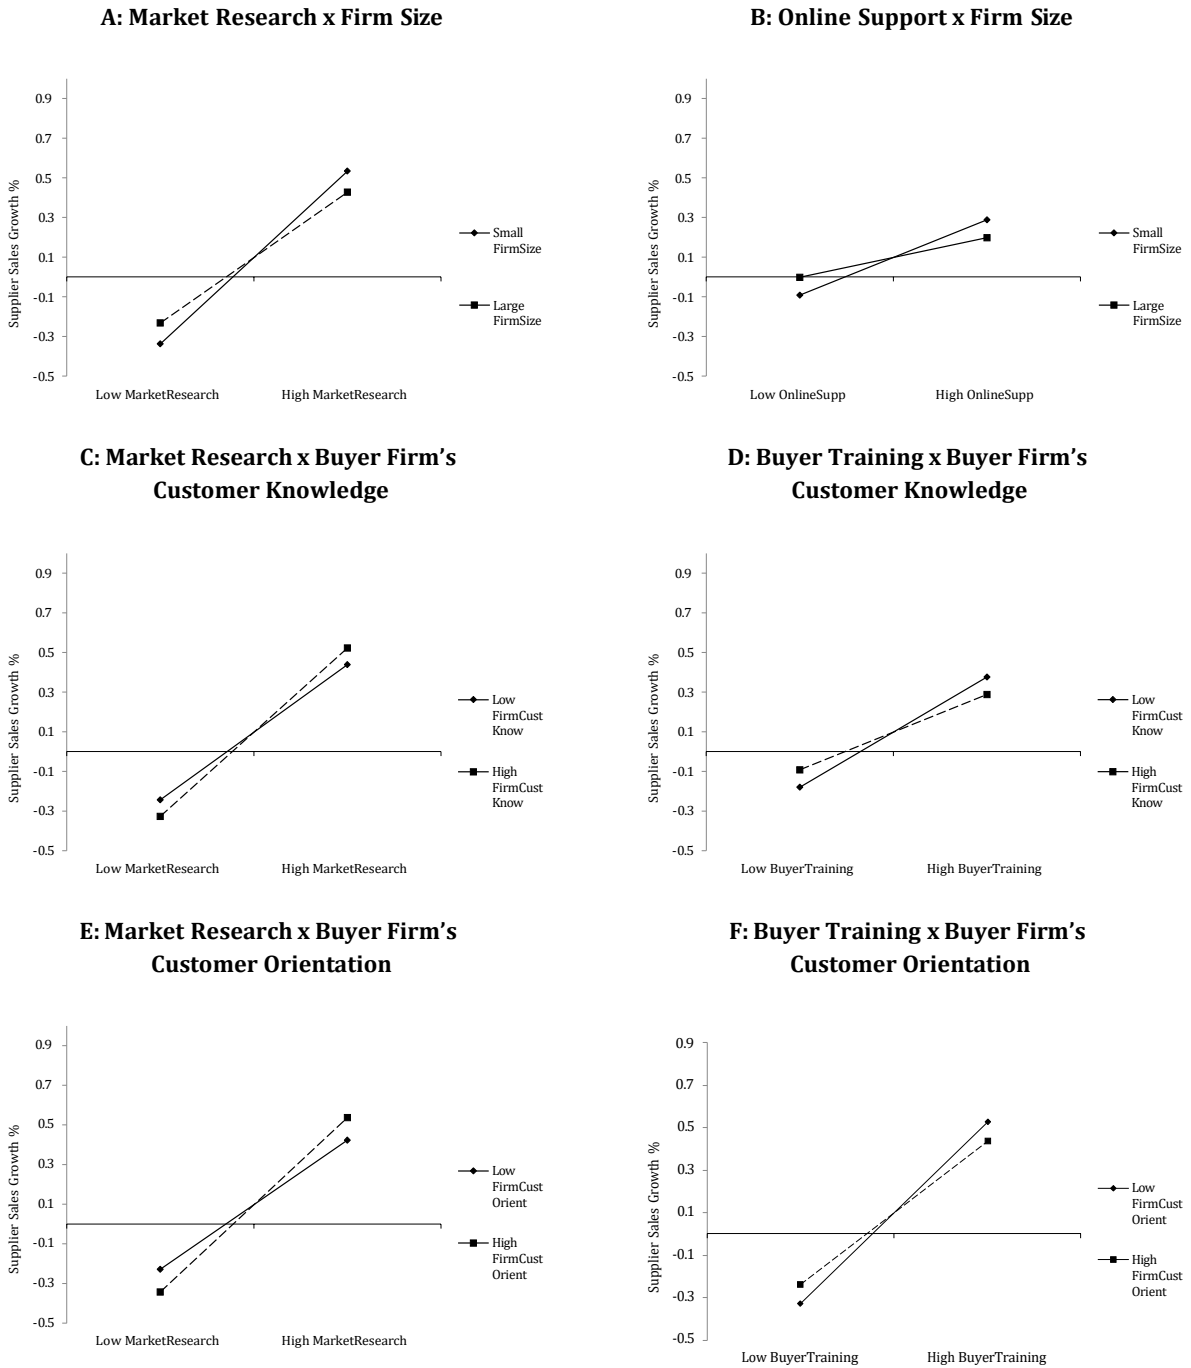 A: Market Research x Firm Size
Supplier Sales Growth %
0.9
0.7
0.5
0.3
0.1
-0.1
-0.3
-0.5
Low MarketResearch
High MarketResearch
Small
FirmSize
Large
FirmSize
B: Online Support x Firm Size
Supplier Sales Growth %
0.9
0.7
0.5
0.3
0.1
-0.1
-0.3
-0.5
Low OnlineSupp
High OnlineSupp
Small
FirmSize
Large
FirmSize
C: Market Research x Buyer Firm’s
Customer Knowledge
Supplier Sales Growth %
0.9
0.7
0.5
0.3
0.1
-0.1
-0.3
-0.5
Low MarketResearch
High MarketResearch
Low
FirmCust
Know
High
FirmCust
Know
D: Buyer Training x Buyer Firm’s
Customer Knowledge
Supplier Sales Growth %
0.9
0.7
0.5
0.3
0.1
-0.1
-0.3
-0.5
Low BuyerTraining
High BuyerTraining
Low
FirmCust
Know
High
FirmCust
Know
E: Market Research x Buyer Firm’s
Customer Orientation
Supplier Sales Growth %
0.9
0.7
0.5
0.3
0.1
-0.1
-0.3
-0.5
Low MarketResearch
High MarketResearch
Low
FirmCust
Orient
High
FirmCust
Orient
F: Buyer Training x Buyer Firm’s
Customer Orientation
Supplier Sales Growth %
0.9
0.7
0.5
0.3
0.1
-0.1
-0.3
-0.5
Low BuyerTraining
High BuyerTraining
Low
FirmCust
Orient
High
FirmCust
Orient